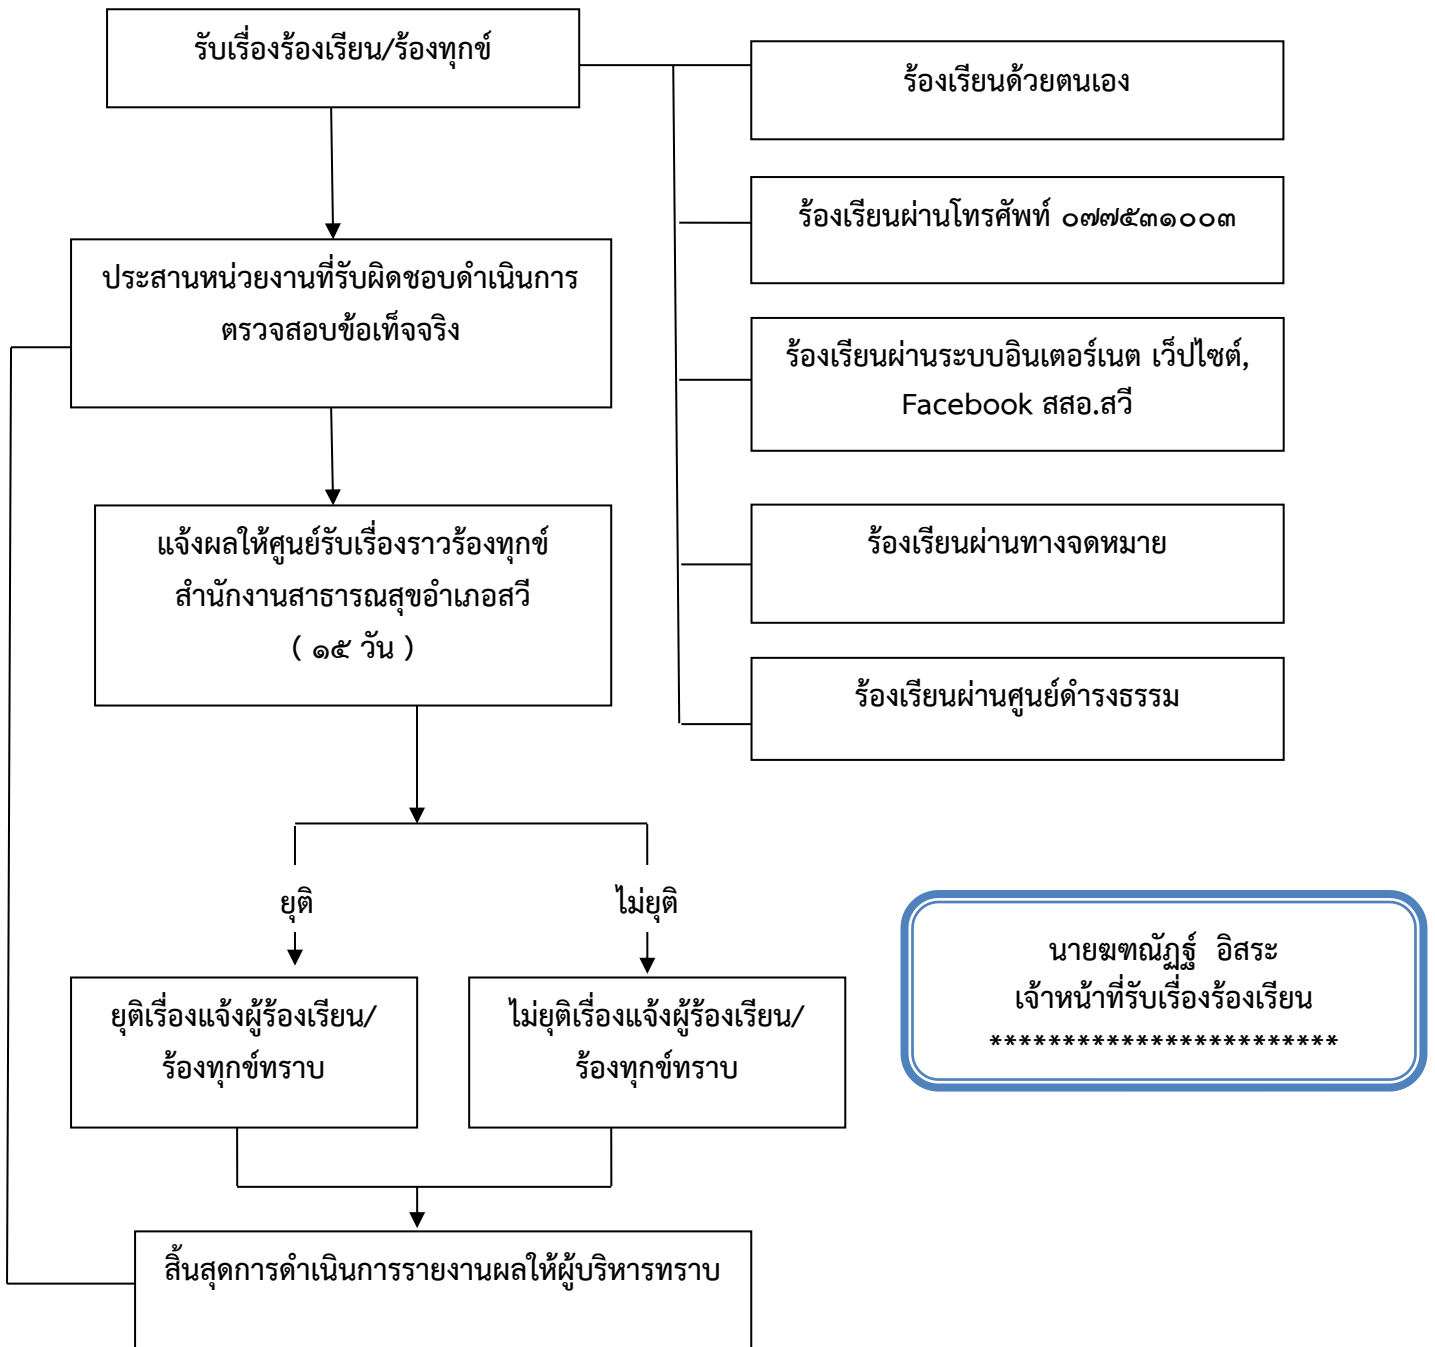 รับเรื่องร้องเรียน/ร้องทุกข์
ร้องเรียนด้วยตนเอง
ร้องเรียนผ่านโทรศัพท์ ๐๗๗๕๓๑๐๐๓
ร้องเรียนผ่านระบบอินเตอร์เนต เว็ปไซต์,
Facebook สสอ.สวี
ร้องเรียนผ่านทางจดหมาย
ร้องเรียนผ่านศูนย์ดำรงธรรม
ประสานหน่วยงานที่รับผิดชอบดำเนินการ
ตรวจสอบข้อเท็จจริง
แจ้งผลให้ศูนย์รับเรื่องราวร้องทุกข์
สำนักงานสาธารณสุขอำเภอสวี
( ๑๕ วัน )
ยุติ
ไม่ยุติ
ยุติเรื่องแจ้งผู้ร้องเรียน/
ร้องทุกข์ทราบ
ไม่ยุติเรื่องแจ้งผู้ร้องเรียน/
ร้องทุกข์ทราบ
สิ้นสุดการดำเนินการรายงานผลให้ผู้บริหารทราบ
นายฆฑณัฏฐ์ อิสระ
เจ้าหน้าที่รับเรื่องร้องเรียน
************************